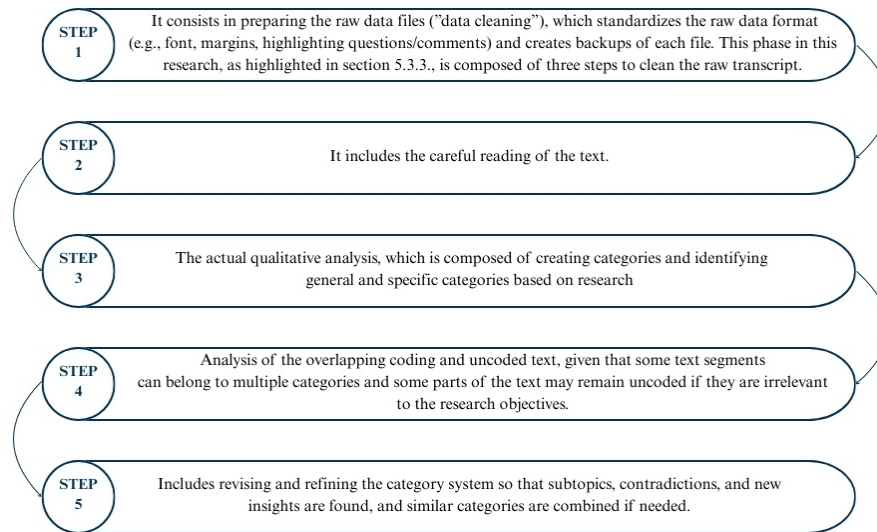 STEP
1
It consists in preparing the raw data files (”data cleaning”), which standardizes the raw data format
(e.g., font, margins, highlighting questions/comments) and creates backups of each file. This phase in this
research, as highlighted in section 5.3.3., is composed of three steps to clean the raw transcript.
STEP
2
It includes the careful reading of the text.
STEP
3
The actual qualitative analysis, which is composed of creating categories and identifying
general and specific categories based on research
STEP
4
Analysis of the overlapping coding and uncoded text, given that some text segments
can belong to multiple categories and some parts of the text may remain uncoded if they are irrelevant
to the research objectives.
STEP
5
Includes revising and refining the category system so that subtopics, contradictions, and new
insights are found, and similar categories are combined if needed.